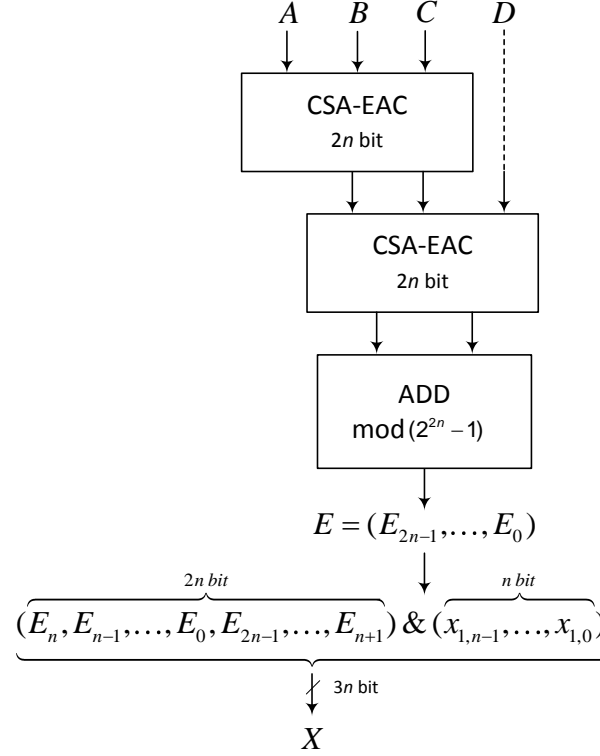 A B C D
CSA-EAC
2n bit
CSA-EAC
2n bit
ADD
mod (2^{2n} − 1)
E = (E_{2n−1},…,E_0)
2n bit n bit
(E_n, E_{n−1},…, E_0, E_{2n−1},…, E_{n+1}) & (x_{1,n−1},…, x_{1,0})
3n bit
X